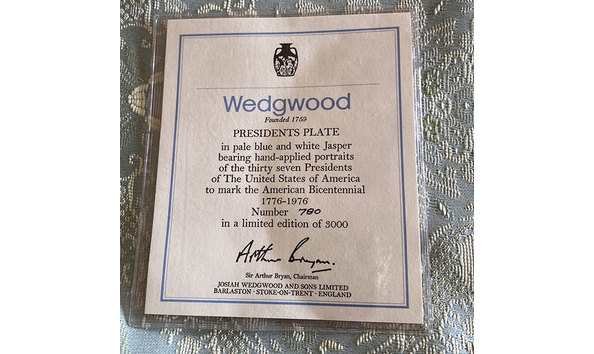 Wedgwood
Founded 1759
PRESIDENTS PLATE
in pale blue and white Jasper
bearing hand-applied portraits
of the thirty seven Presidents
of The United States of America
to mark the American Bicentennial
1776-1976
Number 780
in a limited edition of 3000
Arthur Bryan.
Sir Arthur Bryan, Chairman
JOSIAH WEDGWOOD AND SONS LIMITED
BARLASTON · STOKE-ON-TRENT · ENGLAND